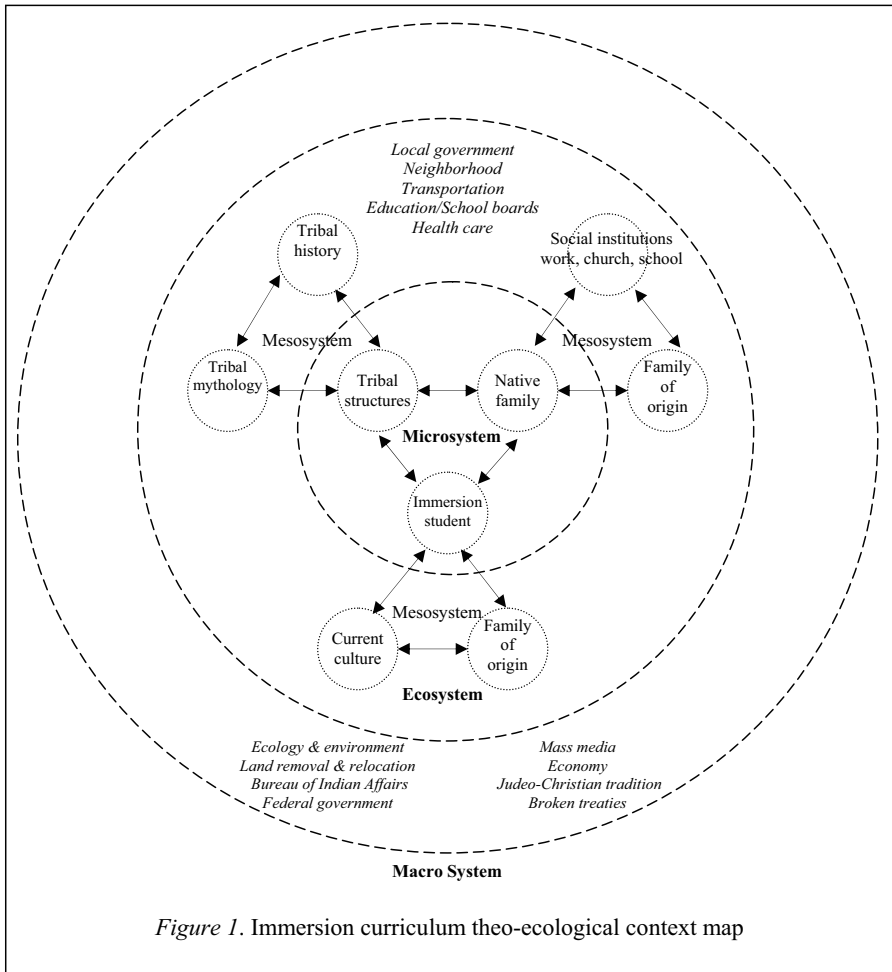 Local government
Neighborhood
Transportation
Education/School boards
Health care
Tribal
history
Social institutions
work, church, school
Mesosystem
Mesosystem
Tribal
mythology
Tribal
structures
Native
family
Family
of
origin
Microsystem
Immersion
student
Mesosystem
Current
culture
Family
of
origin
Ecosystem
Ecology & environment
Land removal & relocation
Bureau of Indian Affairs
Federal government
Mass media
Economy
Judeo-Christian tradition
Broken treaties
Macro System
Figure 1. Immersion curriculum theo-ecological context map